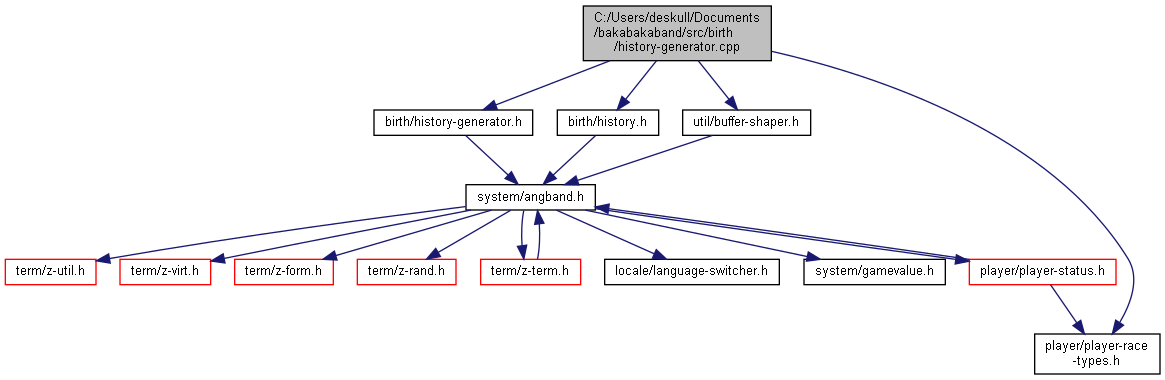 C:/Users/deskull/Documents
/bakabakaband/src/birth
/history-generator.cpp
birth/history-generator.h
birth/history.h
util/buffer-shaper.h
system/angband.h
term/z-util.h
term/z-virt.h
term/z-form.h
term/z-rand.h
term/z-term.h
locale/language-switcher.h
system/gamevalue.h
player/player-status.h
player/player-race
-types.h